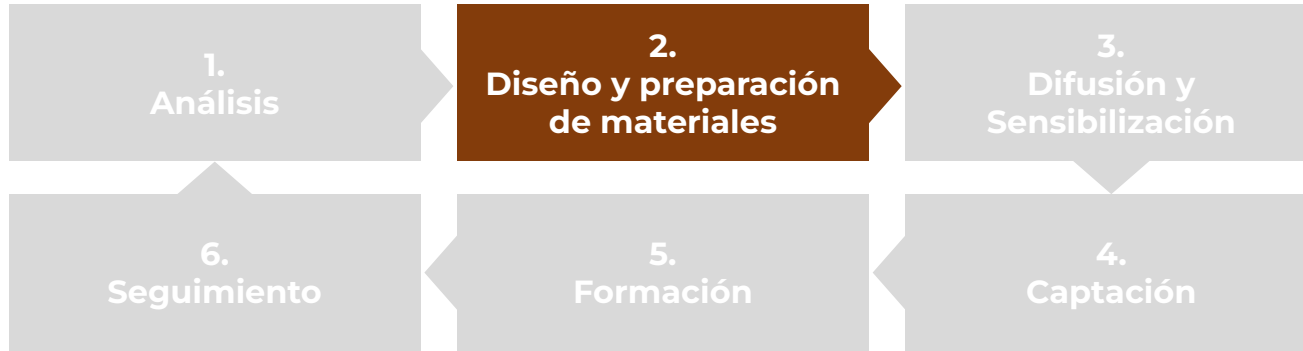 1.
Análisis
2.
Diseño y preparación
de materiales
3.
Difusión y
Sensibilización
6.
Seguimiento
5.
Formación
4.
Captación